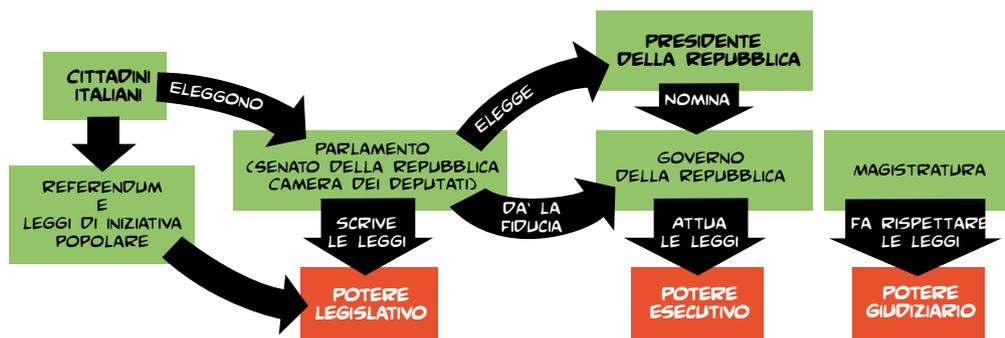 CITTADINI
ITALIANI
ELEGGONO
REFERENDUM
E
LEGGI DI INIZIATIVA
POPOLARE
PARLAMENTO
(SENATO DELLA REPUBBLICA
CAMERA DEI DEPUTATI)
ELEGGE
PRESIDENTE
DELLA REPUBBLICA
NOMINA
DA' LA
FIDUCIA
GOVERNO
DELLA REPUBBLICA
MAGISTRATURA
SCRIVE
LE LEGGI
ATTUA
LE LEGGI
FA RISPETTARE
LE LEGGI
POTERE
LEGISLATIVO
POTERE
ESECUTIVO
POTERE
GIUDIZIARIO